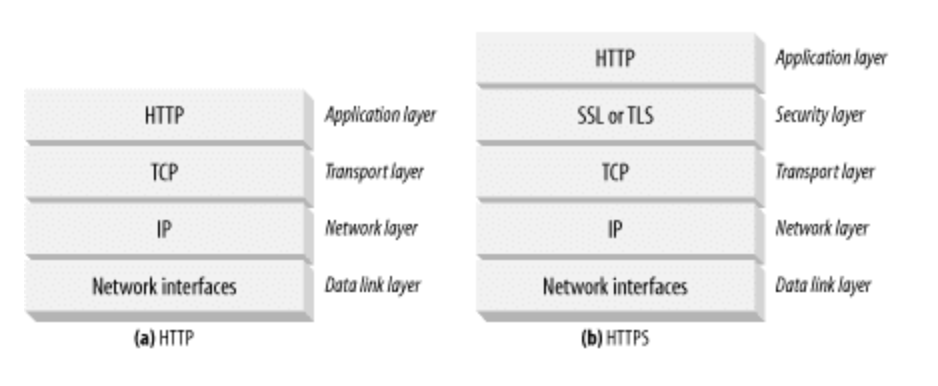 HTTP Application layer
TCP Transport layer
IP Network layer
Network interfaces Data link layer
(a) HTTP
HTTP Application layer
SSL or TLS Security layer
TCP Transport layer
IP Network layer
Network interfaces Data link layer
(b) HTTPS